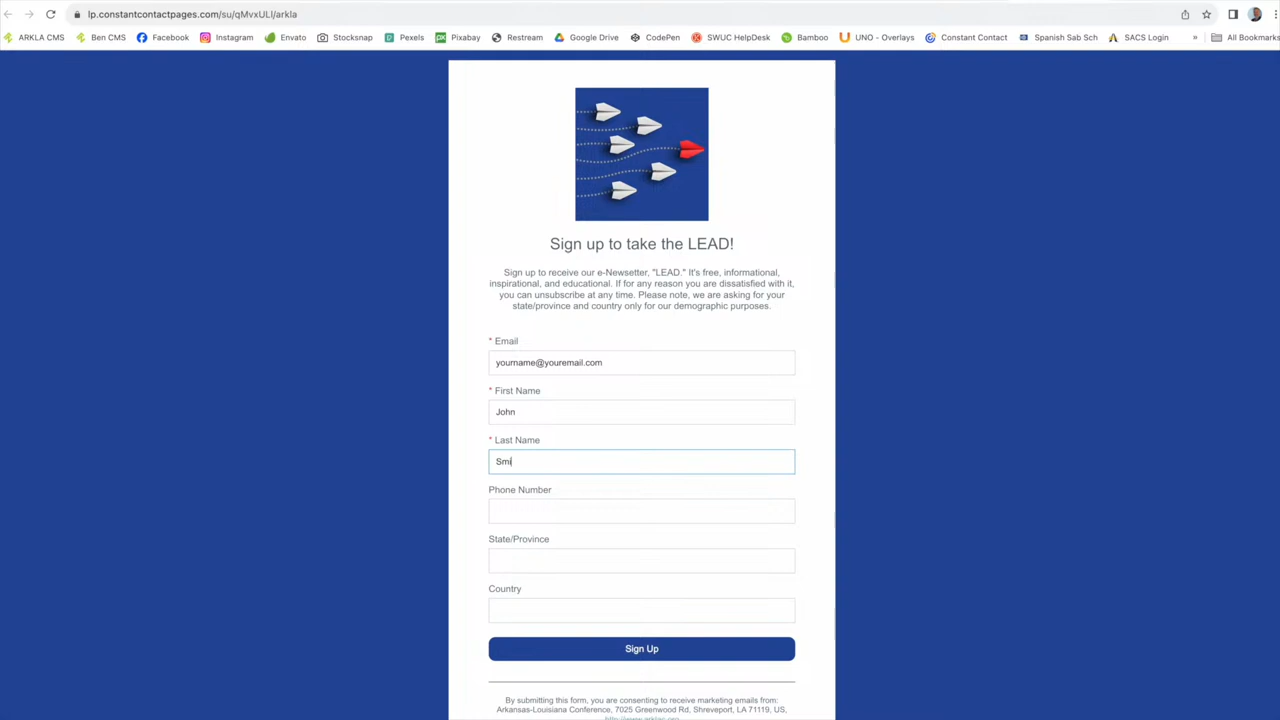 lp.constantcontactpages.com/su/qMvxULl/arkla
ARKLA CMS Ben CMS Facebook Instagram Envato Stocksnap Pexels Pixabay Restream Google Drive CodePen SWUC HelpDesk Bamboo UNO - Overlays Constant Contact Spanish Sab Sch SACS Login » All Bookmarks
Sign up to take the LEAD!
Sign up to receive our e-Newsetter, "LEAD." It's free, informational,
inspirational, and educational. If for any reason you are dissatisfied with it,
you can unsubscribe at any time. Please note, we are asking for your
state/province and country only for our demographic purposes.
* Email
yourname@youremail.com
* First Name
John
* Last Name
Smi
Phone Number
State/Province
Country
Sign Up
By submitting this form, you are consenting to receive marketing emails from:
Arkansas-Louisiana Conference, 7025 Greenwood Rd, Shreveport, LA 71119, US,